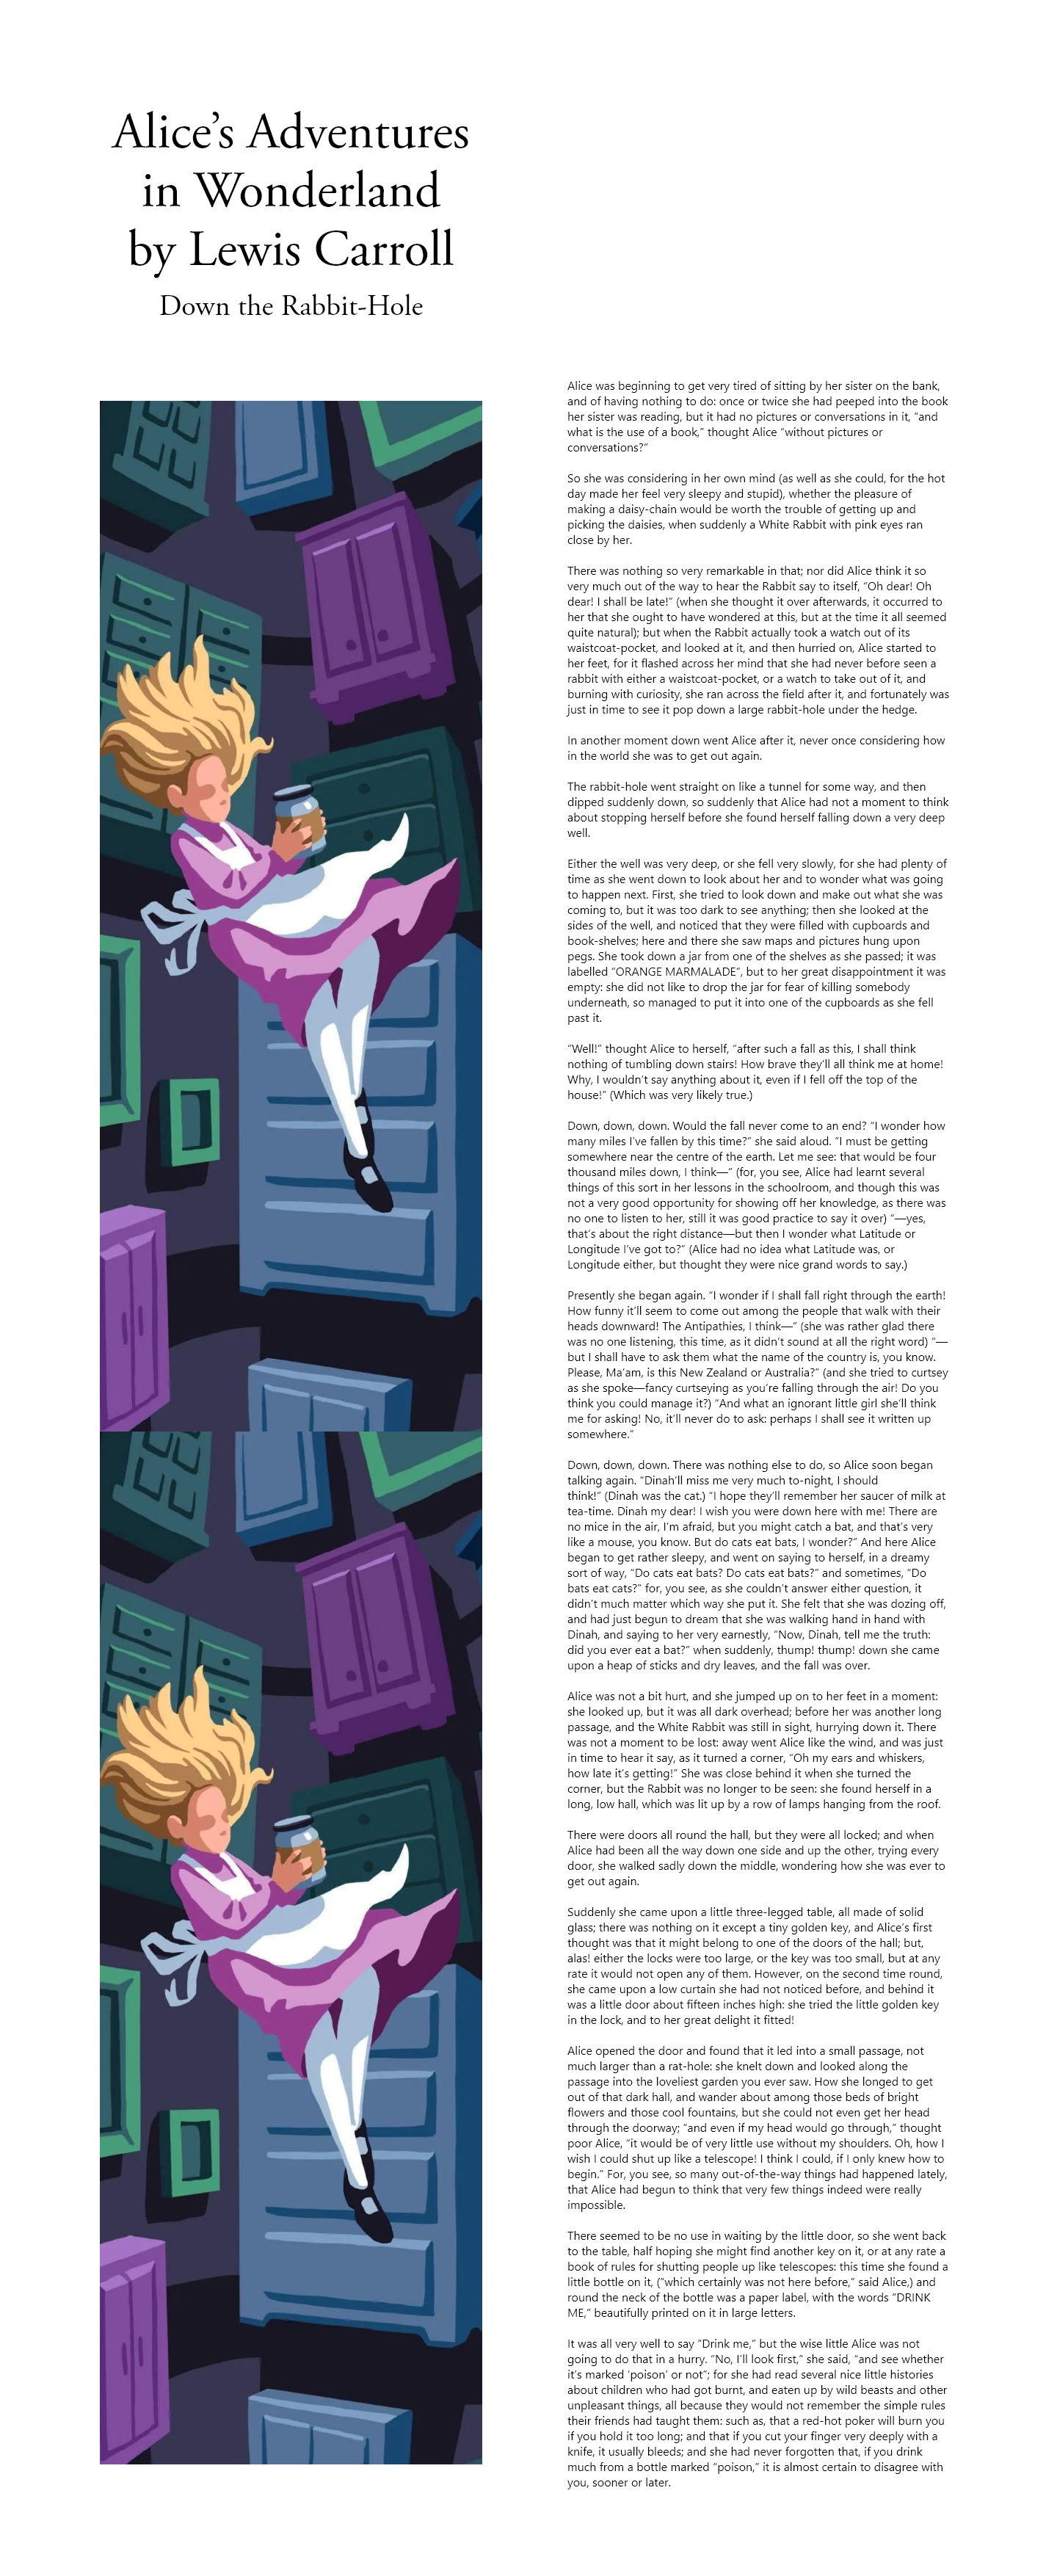 Alice’s Adventures
in Wonderland
by Lewis Carroll
Down the Rabbit-Hole
Alice was beginning to get very tired of sitting by her sister on the bank,
and of having nothing to do: once or twice she had peeped into the book
her sister was reading, but it had no pictures or conversations in it, “and
what is the use of a book,” thought Alice “without pictures or
conversations?”
So she was considering in her own mind (as well as she could, for the hot
day made her feel very sleepy and stupid), whether the pleasure of
making a daisy-chain would be worth the trouble of getting up and
picking the daisies, when suddenly a White Rabbit with pink eyes ran
close by her.
There was nothing so very remarkable in that; nor did Alice think it so
very much out of the way to hear the Rabbit say to itself, “Oh dear! Oh
dear! I shall be late!” (when she thought it over afterwards, it occurred to
her that she ought to have wondered at this, but at the time it all seemed
quite natural); but when the Rabbit actually took a watch out of its
waistcoat-pocket, and looked at it, and then hurried on, Alice started to
her feet, for it flashed across her mind that she had never before seen a
rabbit with either a waistcoat-pocket, or a watch to take out of it, and
burning with curiosity, she ran across the field after it, and fortunately was
just in time to see it pop down a large rabbit-hole under the hedge.
In another moment down went Alice after it, never once considering how
in the world she was to get out again.
The rabbit-hole went straight on like a tunnel for some way, and then
dipped suddenly down, so suddenly that Alice had not a moment to think
about stopping herself before she found herself falling down a very deep
well.
Either the well was very deep, or she fell very slowly, for she had plenty of
time as she went down to look about her and to wonder what was going
to happen next. First, she tried to look down and make out what she was
coming to, but it was too dark to see anything; then she looked at the
sides of the well, and noticed that they were filled with cupboards and
book-shelves; here and there she saw maps and pictures hung upon
pegs. She took down a jar from one of the shelves as she passed; it was
labelled “ORANGE MARMALADE”, but to her great disappointment it was
empty: she did not like to drop the jar for fear of killing somebody
underneath, so managed to put it into one of the cupboards as she fell
past it.
“Well!” thought Alice to herself, “after such a fall as this, I shall think
nothing of tumbling down stairs! How brave they’ll all think me at home!
Why, I wouldn’t say anything about it, even if I fell off the top of the
house!” (Which was very likely true.)
Down, down, down. Would the fall never come to an end? “I wonder how
many miles I’ve fallen by this time?” she said aloud. “I must be getting
somewhere near the centre of the earth. Let me see: that would be four
thousand miles down, I think—” (for, you see, Alice had learnt several
things of this sort in her lessons in the schoolroom, and though this was
not a very good opportunity for showing off her knowledge, as there was
no one to listen to her, still it was good practice to say it over) “—yes,
that’s about the right distance—but then I wonder what Latitude or
Longitude I’ve got to?” (Alice had no idea what Latitude was, or
Longitude either, but thought they were nice grand words to say.)
Presently she began again. “I wonder if I shall fall right through the earth!
How funny it’ll seem to come out among the people that walk with their
heads downward! The Antipathies, I think—” (she was rather glad there
was no one listening, this time, as it didn’t sound at all the right word) “—
but I shall have to ask them what the name of the country is, you know.
Please, Ma’am, is this New Zealand or Australia?” (and she tried to curtsey
as she spoke—fancy curtseying as you’re falling through the air! Do you
think you could manage it?) “And what an ignorant little girl she’ll think
me for asking! No, it’ll never do to ask: perhaps I shall see it written up
somewhere.”
Down, down, down. There was nothing else to do, so Alice soon began
talking again. “Dinah’ll miss me very much to-night, I should
think!” (Dinah was the cat.) “I hope they’ll remember her saucer of milk at
tea-time. Dinah my dear! I wish you were down here with me! There are
no mice in the air, I’m afraid, but you might catch a bat, and that’s very
like a mouse, you know. But do cats eat bats, I wonder?” And here Alice
began to get rather sleepy, and went on saying to herself, in a dreamy
sort of way, “Do cats eat bats? Do cats eat bats?” and sometimes, “Do
bats eat cats?” for, you see, as she couldn’t answer either question, it
didn’t much matter which way she put it. She felt that she was dozing off,
and had just begun to dream that she was walking hand in hand with
Dinah, and saying to her very earnestly, “Now, Dinah, tell me the truth:
did you ever eat a bat?” when suddenly, thump! thump! down she came
upon a heap of sticks and dry leaves, and the fall was over.
Alice was not a bit hurt, and she jumped up on to her feet in a moment:
she looked up, but it was all dark overhead; before her was another long
passage, and the White Rabbit was still in sight, hurrying down it. There
was not a moment to be lost: away went Alice like the wind, and was just
in time to hear it say, as it turned a corner, “Oh my ears and whiskers,
how late it’s getting!” She was close behind it when she turned the
corner, but the Rabbit was no longer to be seen: she found herself in a
long, low hall, which was lit up by a row of lamps hanging from the roof.
There were doors all round the hall, but they were all locked; and when
Alice had been all the way down one side and up the other, trying every
door, she walked sadly down the middle, wondering how she was ever to
get out again.
Suddenly she came upon a little three-legged table, all made of solid
glass; there was nothing on it except a tiny golden key, and Alice’s first
thought was that it might belong to one of the doors of the hall; but,
alas! either the locks were too large, or the key was too small, but at any
rate it would not open any of them. However, on the second time round,
she came upon a low curtain she had not noticed before, and behind it
was a little door about fifteen inches high: she tried the little golden key
in the lock, and to her great delight it fitted!
Alice opened the door and found that it led into a small passage, not
much larger than a rat-hole: she knelt down and looked along the
passage into the loveliest garden you ever saw. How she longed to get
out of that dark hall, and wander about among those beds of bright
flowers and those cool fountains, but she could not even get her head
through the doorway; “and even if my head would go through,” thought
poor Alice, “it would be of very little use without my shoulders. Oh, how I
wish I could shut up like a telescope! I think I could, if I only knew how to
begin.” For, you see, so many out-of-the-way things had happened lately,
that Alice had begun to think that very few things indeed were really
impossible.
There seemed to be no use in waiting by the little door, so she went back
to the table, half hoping she might find another key on it, or at any rate a
book of rules for shutting people up like telescopes: this time she found a
little bottle on it, (“which certainly was not here before,” said Alice,) and
round the neck of the bottle was a paper label, with the words “DRINK
ME,” beautifully printed on it in large letters.
It was all very well to say “Drink me,” but the wise little Alice was not
going to do that in a hurry. “No, I’ll look first,” she said, “and see whether
it’s marked ‘poison’ or not”; for she had read several nice little histories
about children who had got burnt, and eaten up by wild beasts and other
unpleasant things, all because they would not remember the simple rules
their friends had taught them: such as, that a red-hot poker will burn you
if you hold it too long; and that if you cut your finger very deeply with a
knife, it usually bleeds; and she had never forgotten that, if you drink
much from a bottle marked “poison,” it is almost certain to disagree with
you, sooner or later.